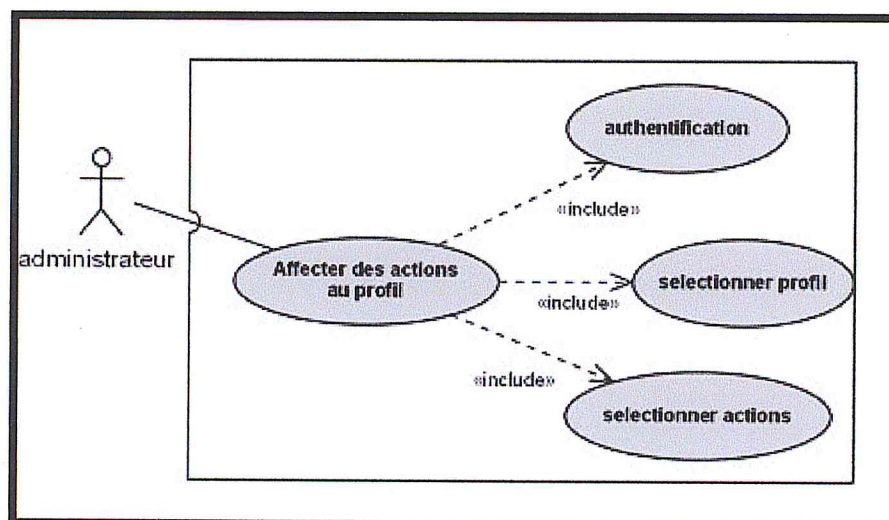 authentification
«include»
administrateur
Affecter des actions
au profil
selectionner profil
«include»
«include»
selectionner actions